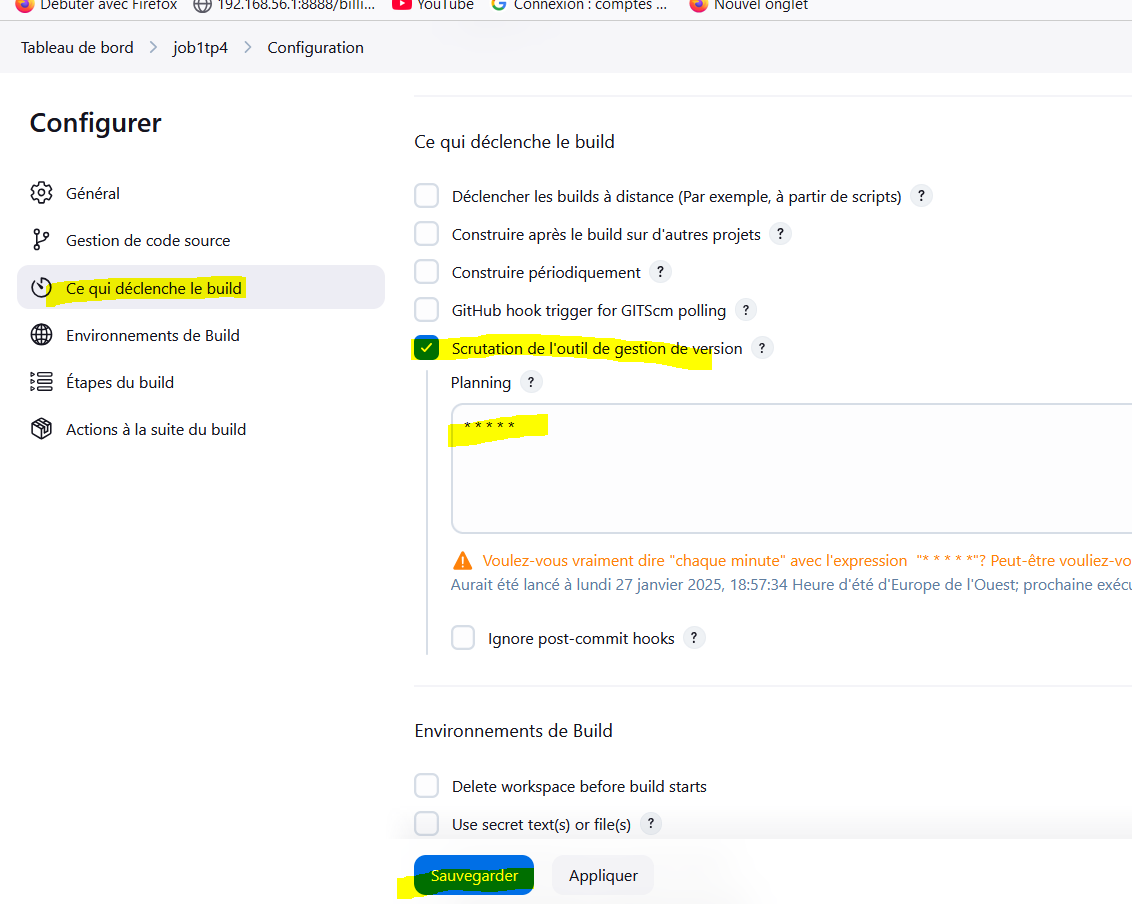 Débuter avec Firefox 192.168.56.1:8888/billi... YouTube Connexion : comptes ... Nouvel onglet
Tableau de bord > job1tp4 > Configuration
Configurer
Général
Gestion de code source
Ce qui déclenche le build
Environnements de Build
Étapes du build
Actions à la suite du build
Ce qui déclenche le build
Déclencher les builds à distance (Par exemple, à partir de scripts) ?
Construire après le build sur d'autres projets ?
Construire périodiquement ?
GitHub hook trigger for GITScm polling ?
Scrutation de l'outil de gestion de version ?
Planning ?
* * * * *
Voulez-vous vraiment dire "chaque minute" avec l'expression "* * * * *"? Peut-être vouliez-vo
Aurait été lancé à lundi 27 janvier 2025, 18:57:34 Heure d'été d'Europe de l'Ouest; prochaine exécu
Ignore post-commit hooks ?
Environnements de Build
Delete workspace before build starts
Use secret text(s) or file(s) ?
Sauvegarder Appliquer